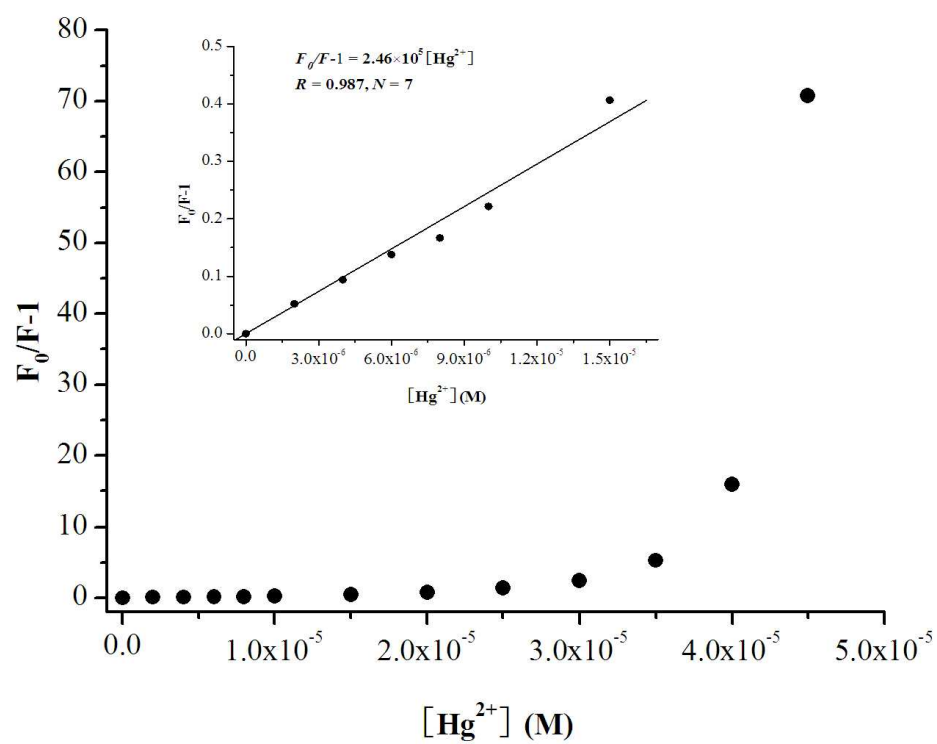 80
70
60
50
40
30
20
10
0
F₀/F-1
0.0
1.0x10⁻⁵
2.0x10⁻⁵
3.0x10⁻⁵
4.0x10⁻⁵
5.0x10⁻⁵
[Hg²⁺] (M)
F₀/F-1 = 2.46×10⁵[Hg²⁺]
R = 0.987, N = 7
0.5
0.4
0.3
0.2
0.1
0.0
F₀/F-1
0.0
3.0x10⁻⁶
6.0x10⁻⁶
9.0x10⁻⁶
1.2x10⁻⁵
1.5x10⁻⁵
[Hg²⁺](M)